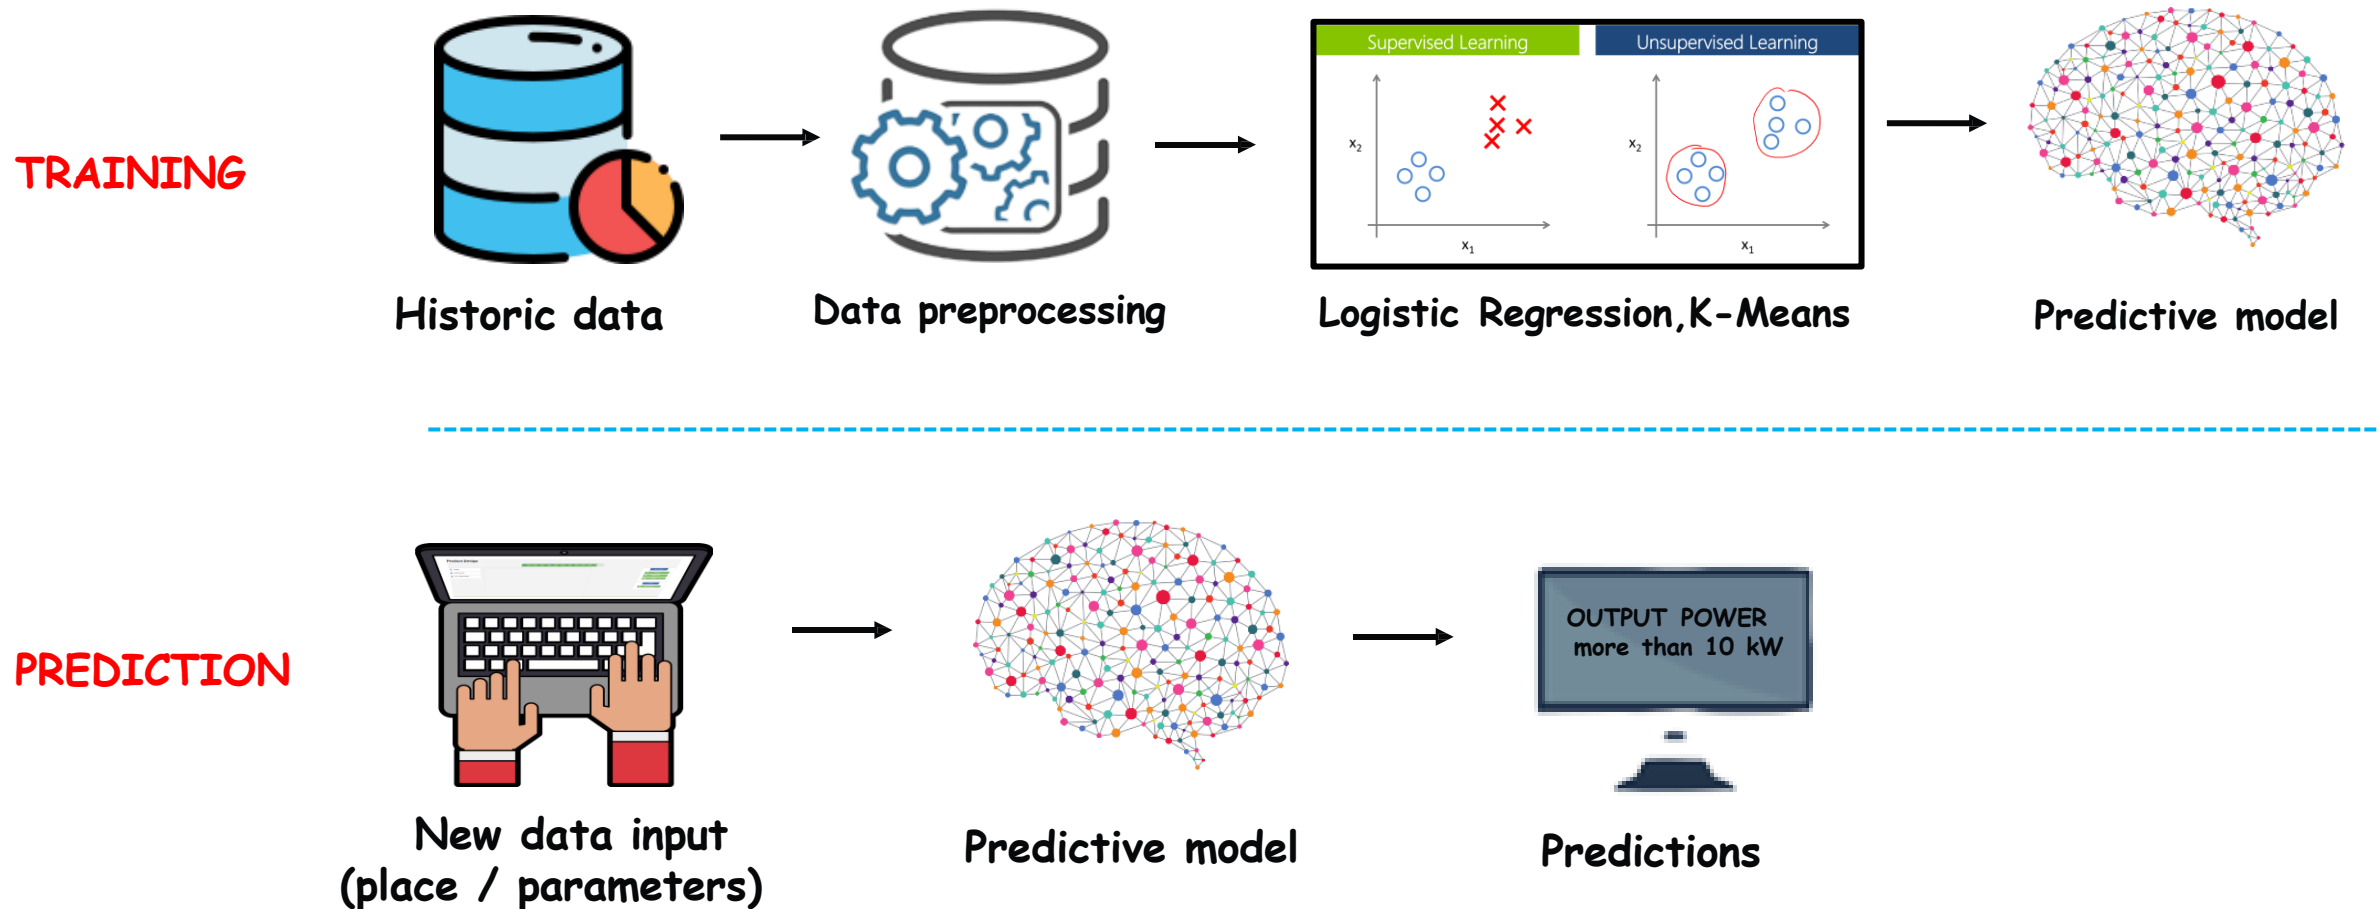 Supervised Learning
Unsupervised Learning
x2
x1
x2
x1
TRAINING
Historic data
Data preprocessing
Logistic Regression,K-Means
Predictive model
PREDICTION
OUTPUT POWER
more than 10 kW
New data input
(place / parameters)
Predictive model
Predictions